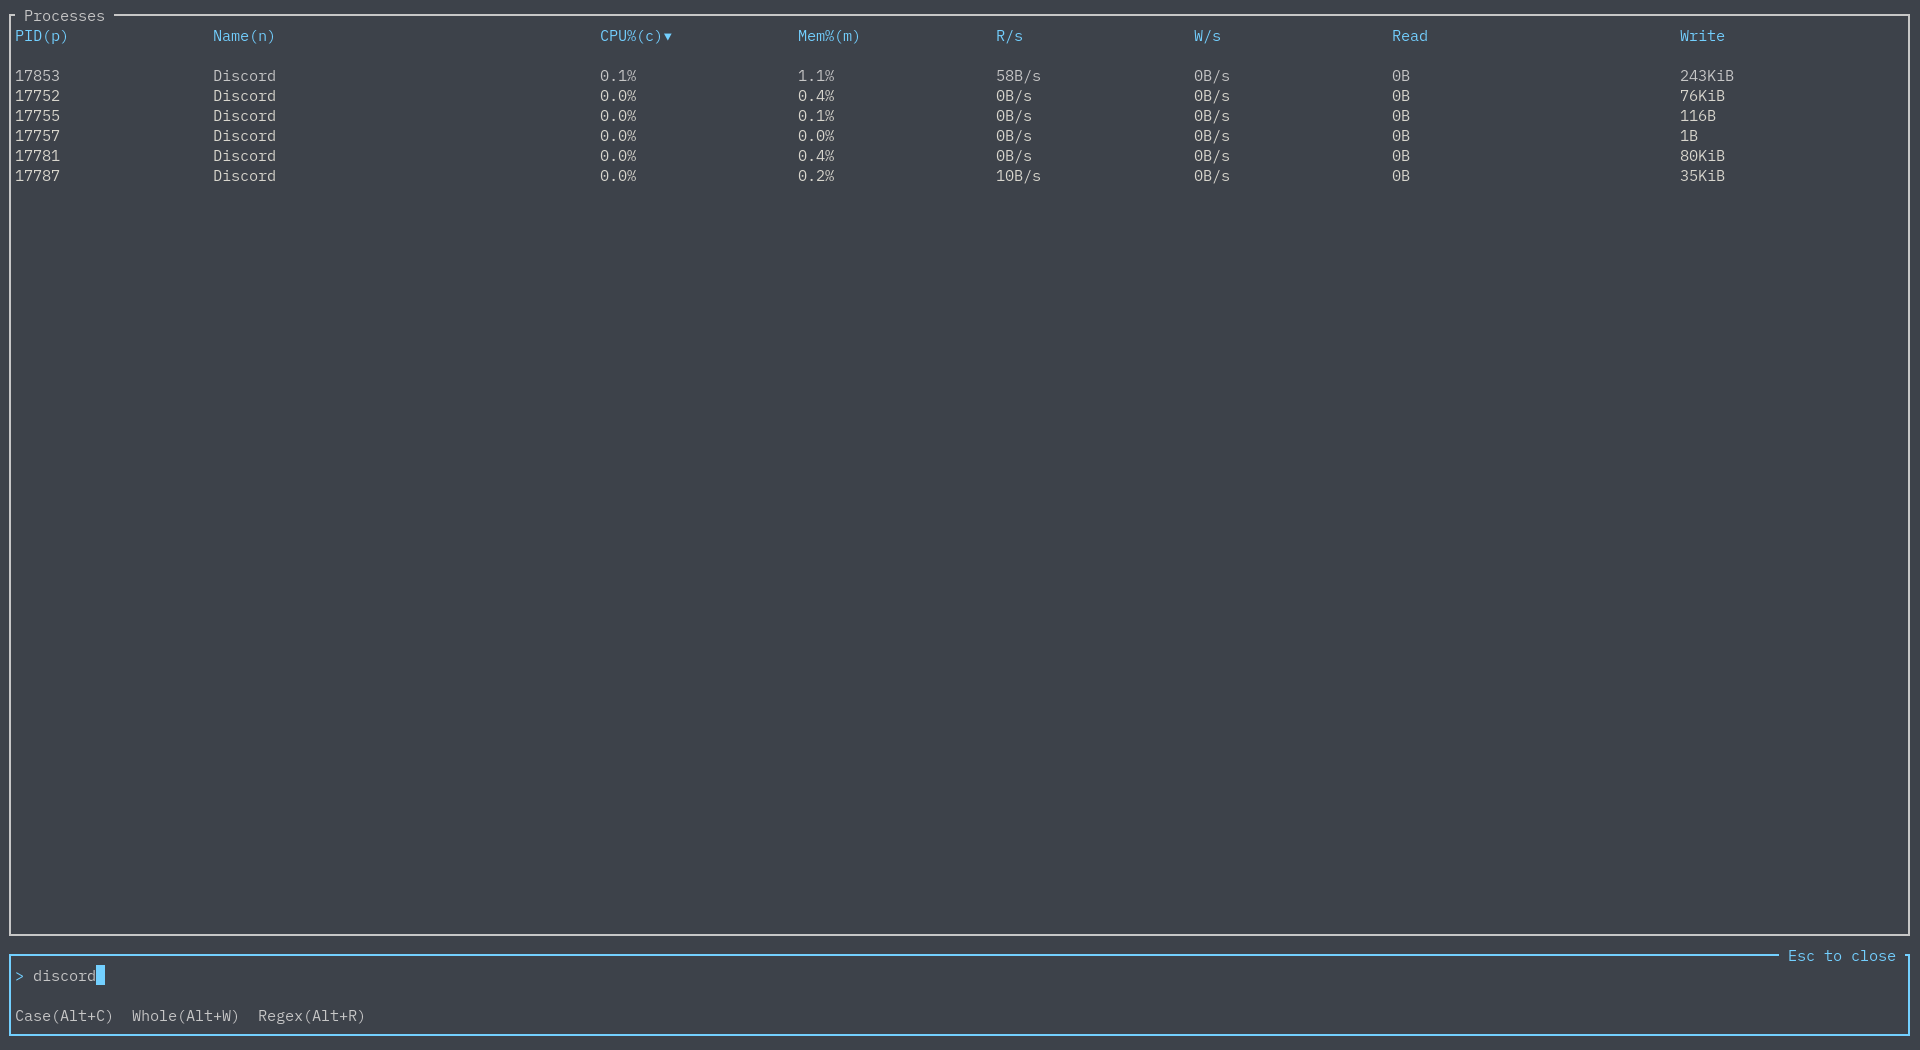 Processes
PID(p) Name(n) CPU%(c)▼ Mem%(m) R/s W/s Read Write
17853 Discord 0.1% 1.1% 58B/s 0B/s 0B 243KiB
17752 Discord 0.0% 0.4% 0B/s 0B/s 0B 76KiB
17755 Discord 0.0% 0.1% 0B/s 0B/s 0B 116B
17757 Discord 0.0% 0.0% 0B/s 0B/s 0B 1B
17781 Discord 0.0% 0.4% 0B/s 0B/s 0B 80KiB
17787 Discord 0.0% 0.2% 10B/s 0B/s 0B 35KiB
Esc to close
> discord
Case(Alt+C) Whole(Alt+W) Regex(Alt+R)